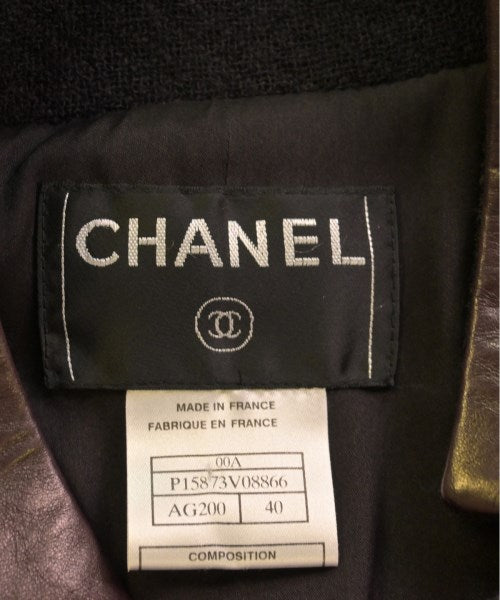 CHANEL
MADE IN FRANCE
FABRIQUE EN FRANCE
00A
P15873V08866
AG200 40
COMPOSITION